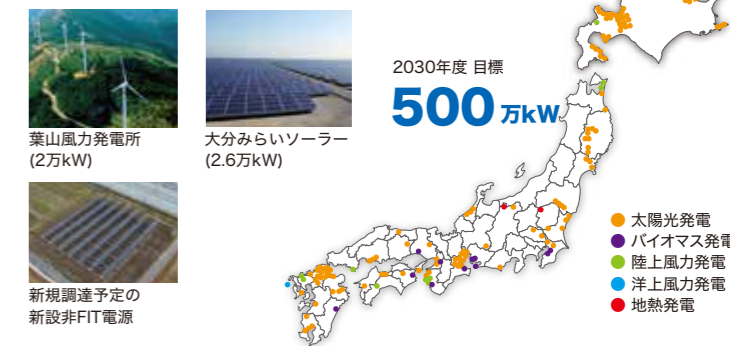 葉山風力発電所
(2万kW)
大分みらいソーラー
(2.6万kW)
新規調達予定の
新設非FIT電源
2030年度 目標
500 万kW
太陽光発電
バイオマス発電
陸上風力発電
洋上風力発電
地熱発電